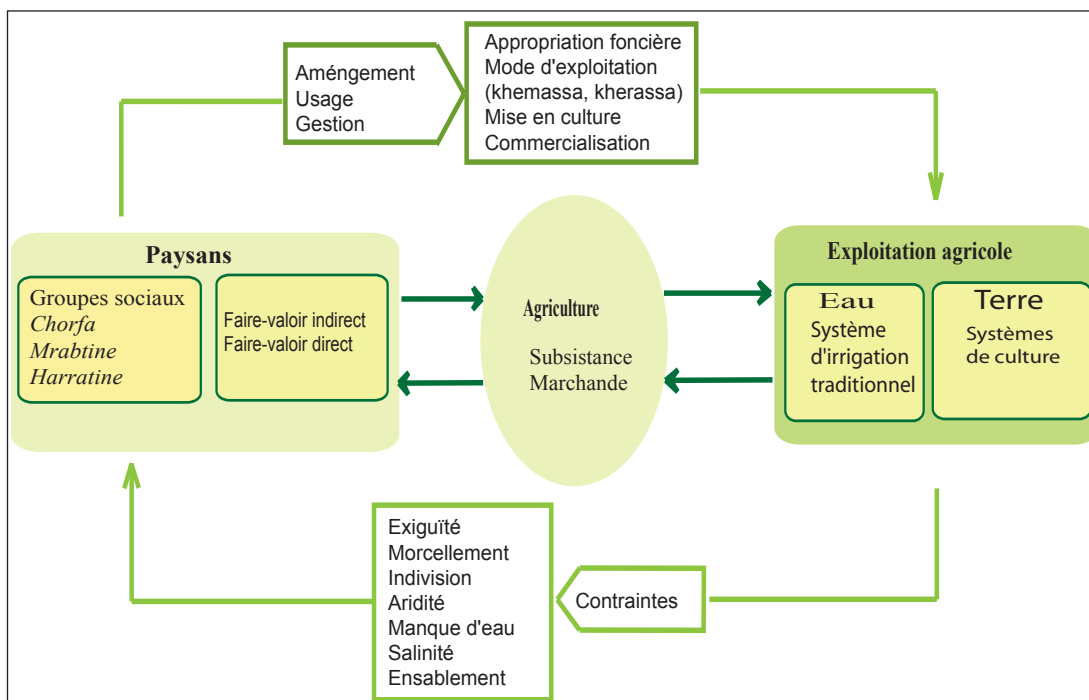 Améngement
Usage
Gestion
Appropriation foncière
Mode d'exploitation
(khemassa, kherassa)
Mise en culture
Commercialisation
Paysans
Groupes sociaux
Chorfa
Mrabtine
Harratine
Faire-valoir indirect
Faire-valoir direct
Agriculture
Subsistance
Marchande
Exploitation agricole
Eau
Système
d'irrigation
traditionnel
Terre
Systèmes
de culture
Exiguïté
Morcellement
Indivision
Aridité
Manque d'eau
Salinité
Ensablement
Contraintes